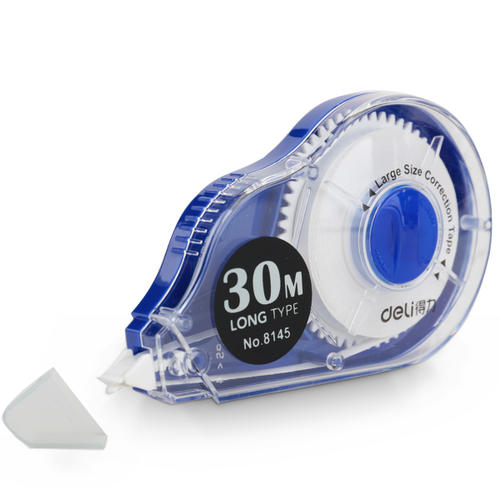 Large Size Correction Tape
deli得力
30M
LONG TYPE
No.8145